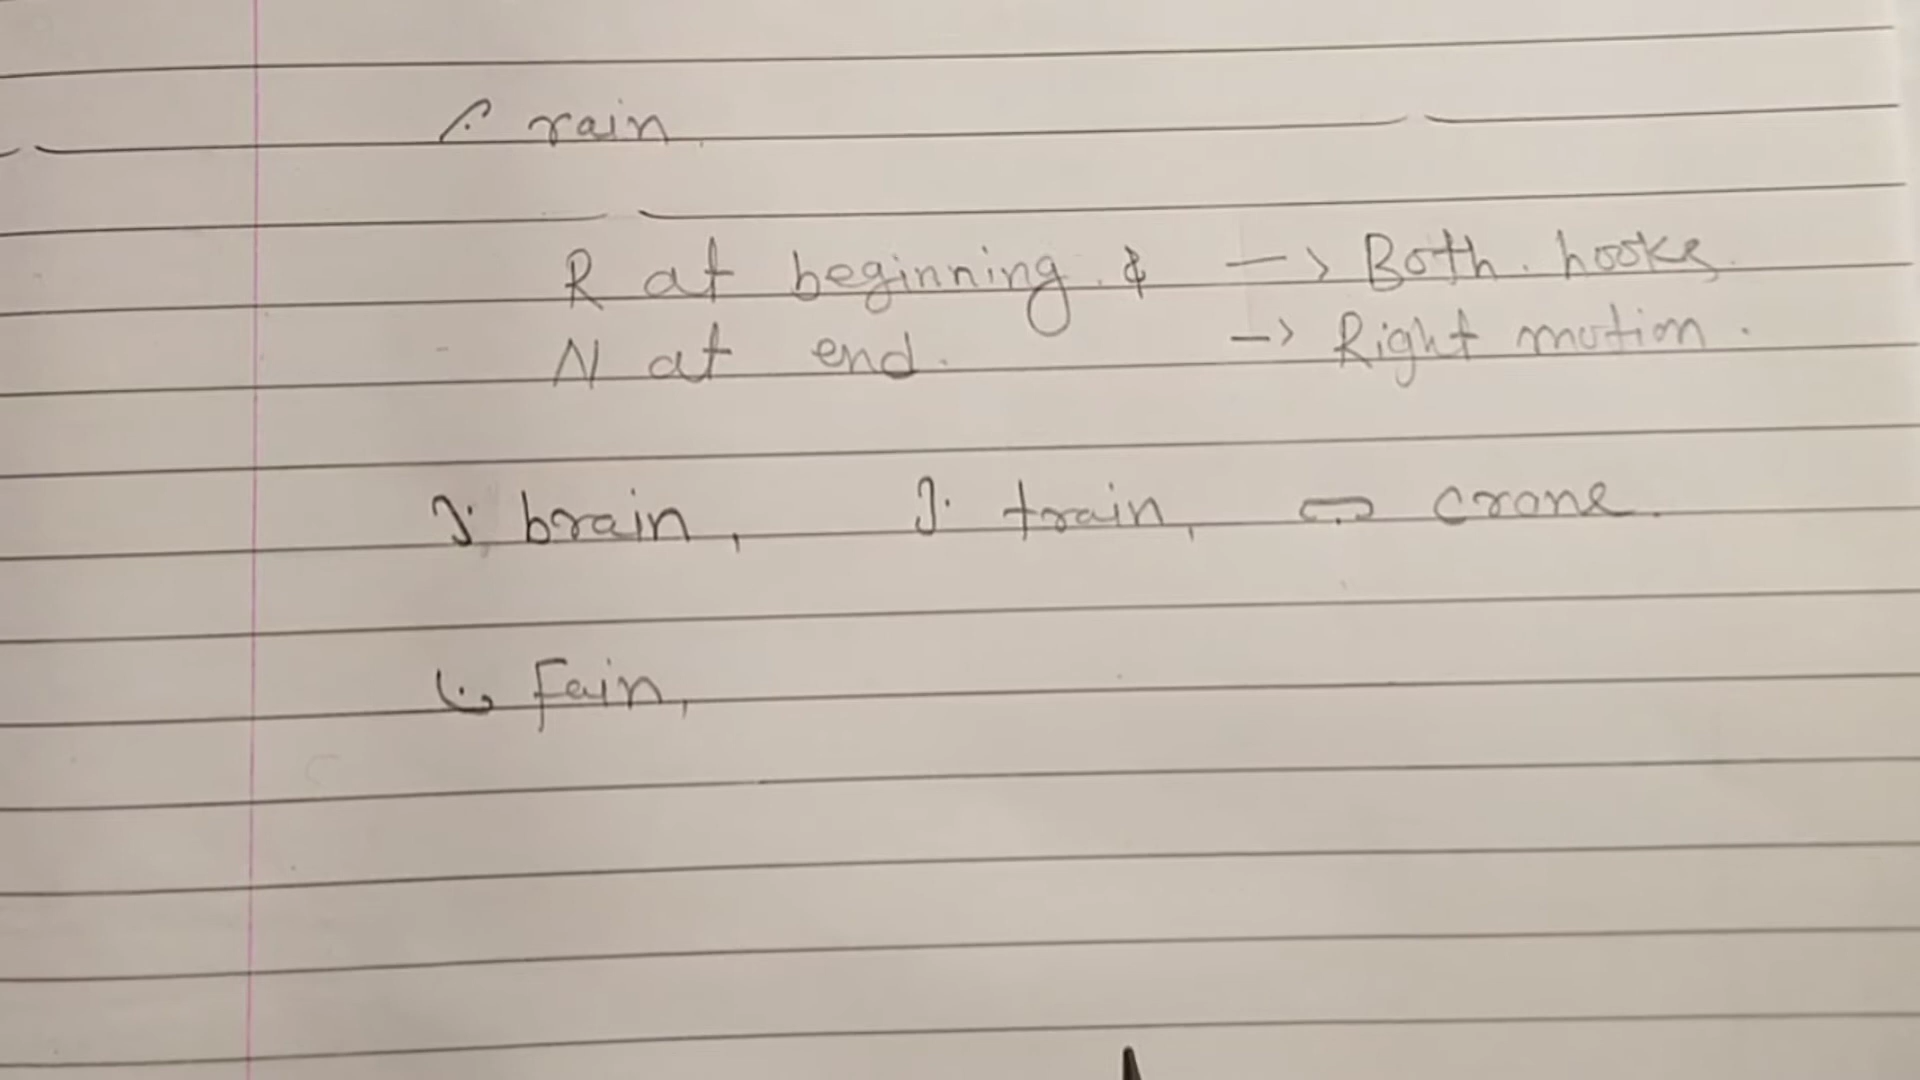 rain
R at beginning & → Both hooks
N at end. → Right motion.
brain, train, crane.
Fain,